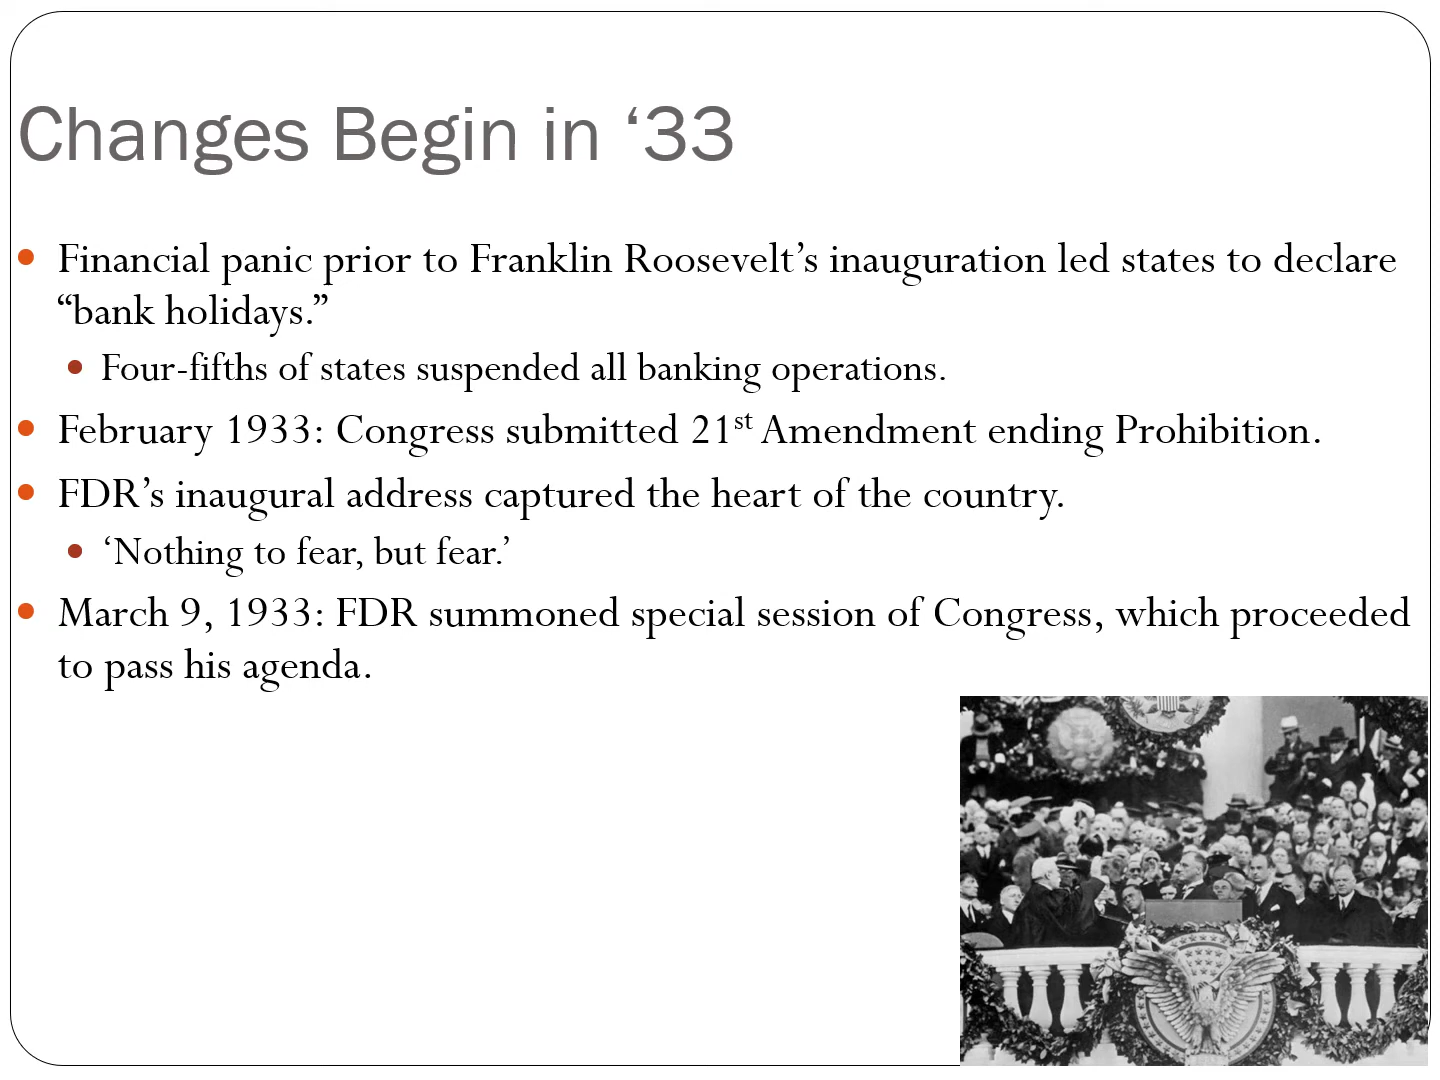 Changes Begin in ‘33
• Financial panic prior to Franklin Roosevelt’s inauguration led states to declare
“bank holidays.”
• Four-fifths of states suspended all banking operations.
• February 1933: Congress submitted 21st Amendment ending Prohibition.
• FDR’s inaugural address captured the heart of the country.
• ‘Nothing to fear, but fear.’
• March 9, 1933: FDR summoned special session of Congress, which proceeded
to pass his agenda.